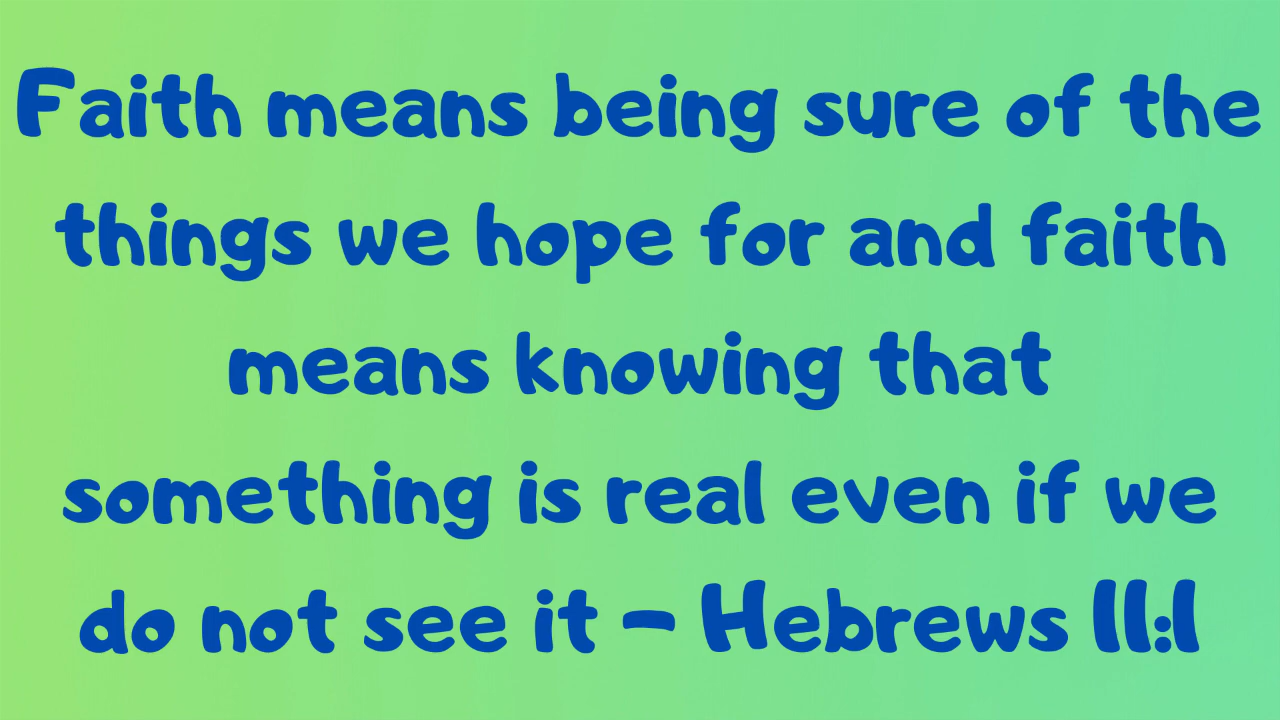 Faith means being sure of the
things we hope for and faith
means knowing that
something is real even if we
do not see it - Hebrews 11:1